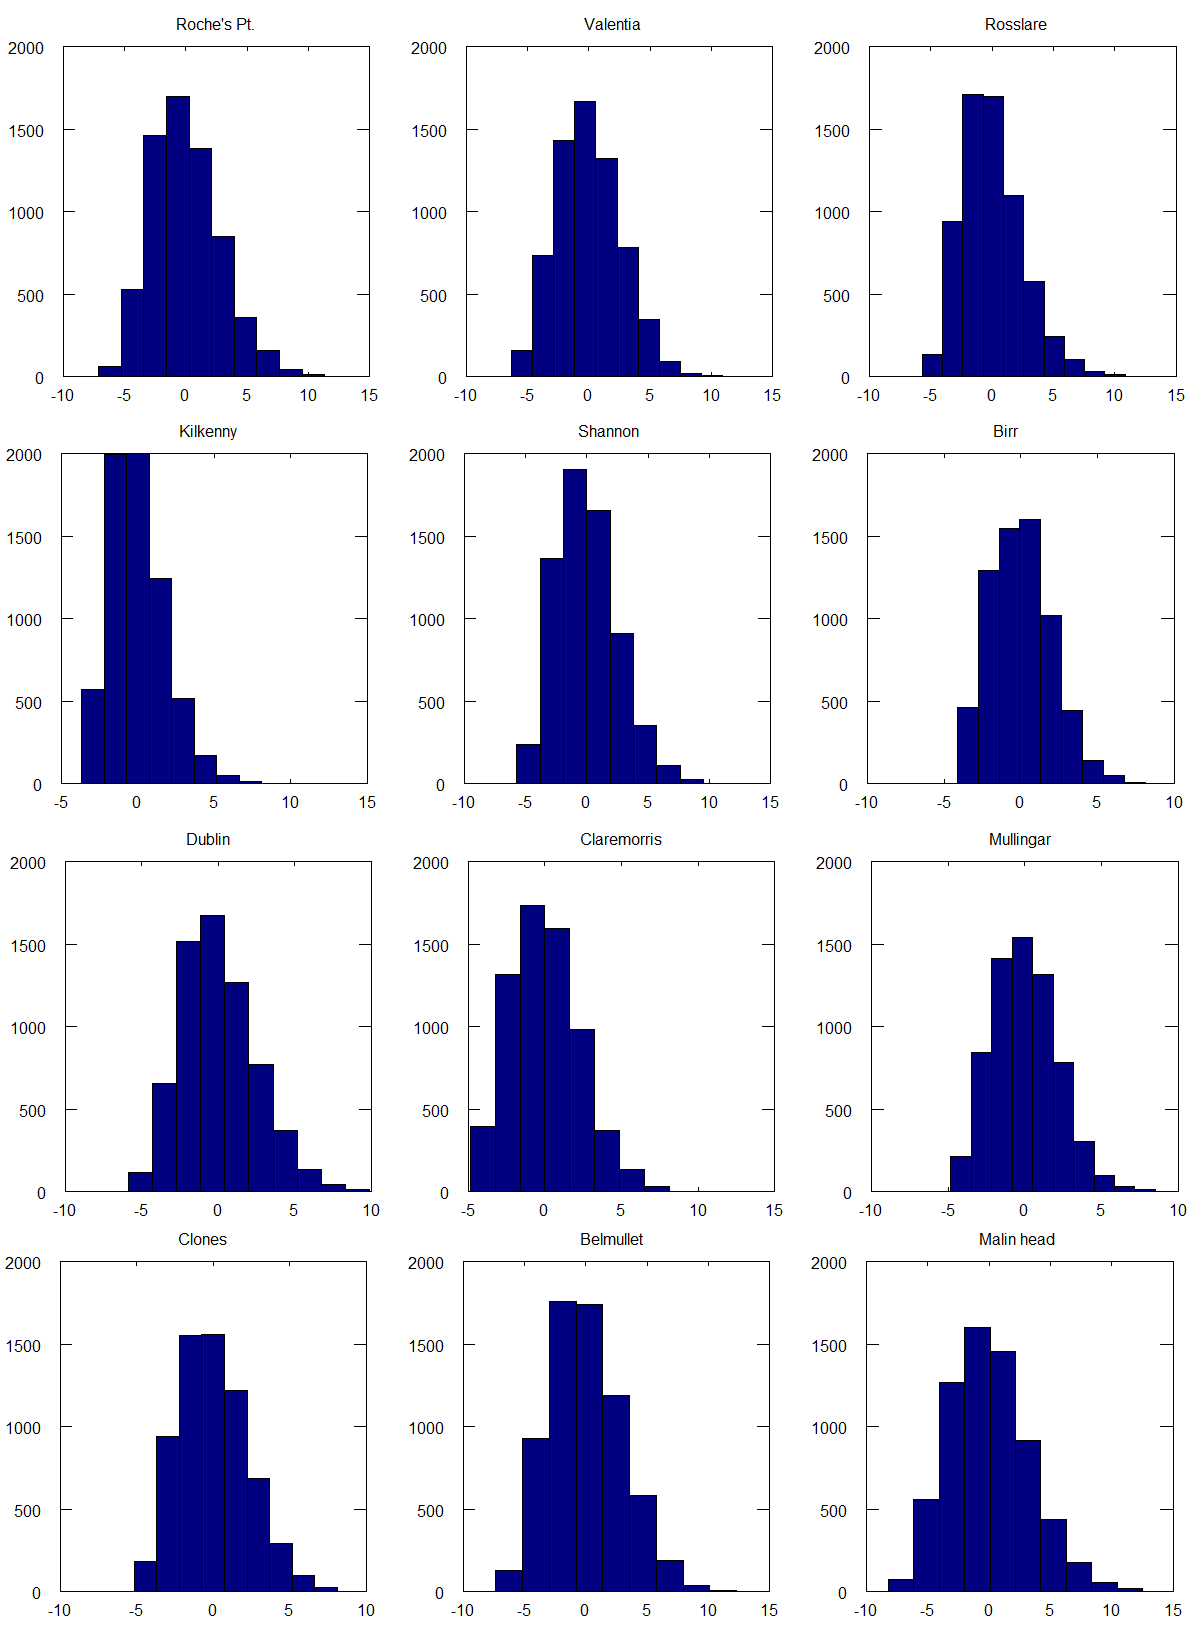 Roche's Pt. Valentia Rosslare
2000 2000 2000
1500 1500 1500
1000 1000 1000
500 500 500
0 0 0
-10 -5 0 5 10 15 -10 -5 0 5 10 15 -10 -5 0 5 10 15
Kilkenny Shannon Birr
2000 2000 2000
1500 1500 1500
1000 1000 1000
500 500 500
0 0 0
-5 0 5 10 15 -10 -5 0 5 10 15 -10 -5 0 5 10
Dublin Claremorris Mullingar
2000 2000 2000
1500 1500 1500
1000 1000 1000
500 500 500
0 0 0
-10 -5 0 5 10 -5 0 5 10 15 -10 -5 0 5 10
Clones Belmullet Malin head
2000 2000 2000
1500 1500 1500
1000 1000 1000
500 500 500
0 0 0
-10 -5 0 5 10 -10 -5 0 5 10 15 -10 -5 0 5 10 15